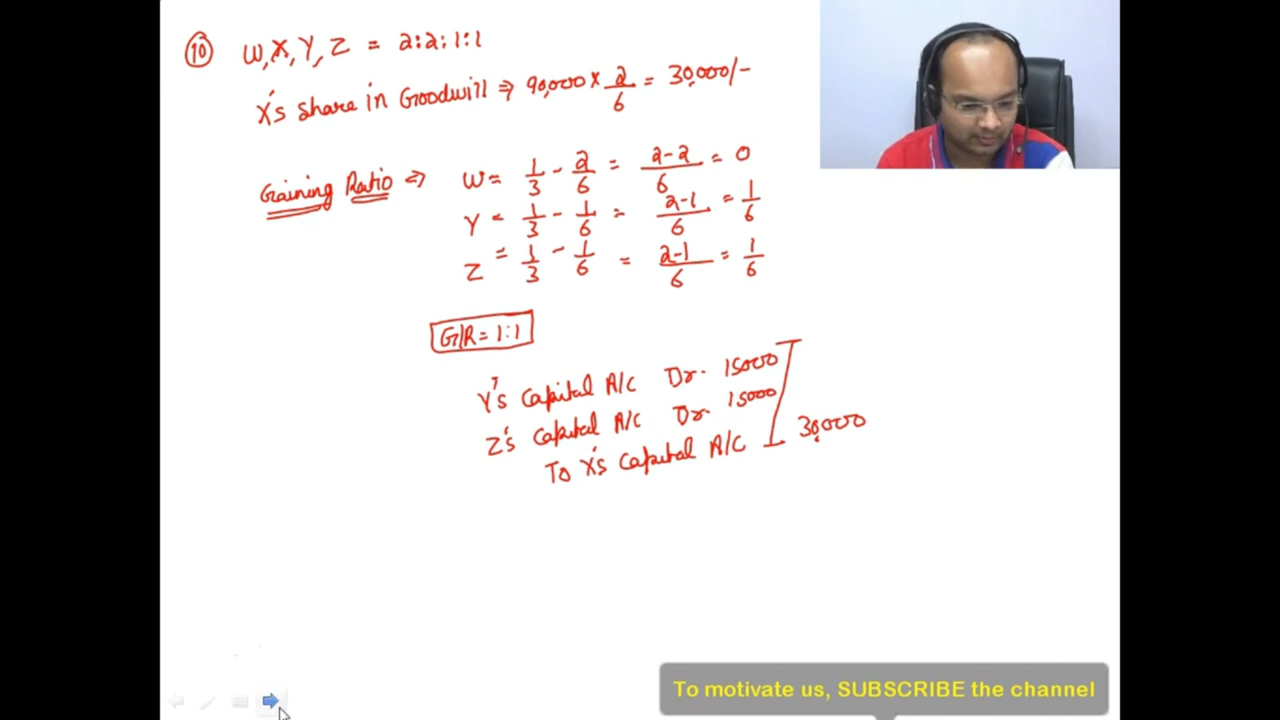 10 W, X, Y, Z = 2:2:1:1
X's share in Goodwill ⇒ 90,000 × 2/6 = 30,000/-
Gaining Ratio ⇒ W = 1/3 - 2/6 = 2-2/6 = 0
Y = 1/3 - 1/6 = 2-1/6 = 1/6
Z = 1/3 - 1/6 = 2-1/6 = 1/6
G/R = 1:1
Y's Capital A/C Dr. 15000
Z's Capital A/C Dr. 15000
To X's Capital A/C 30,000
To motivate us, SUBSCRIBE the channel